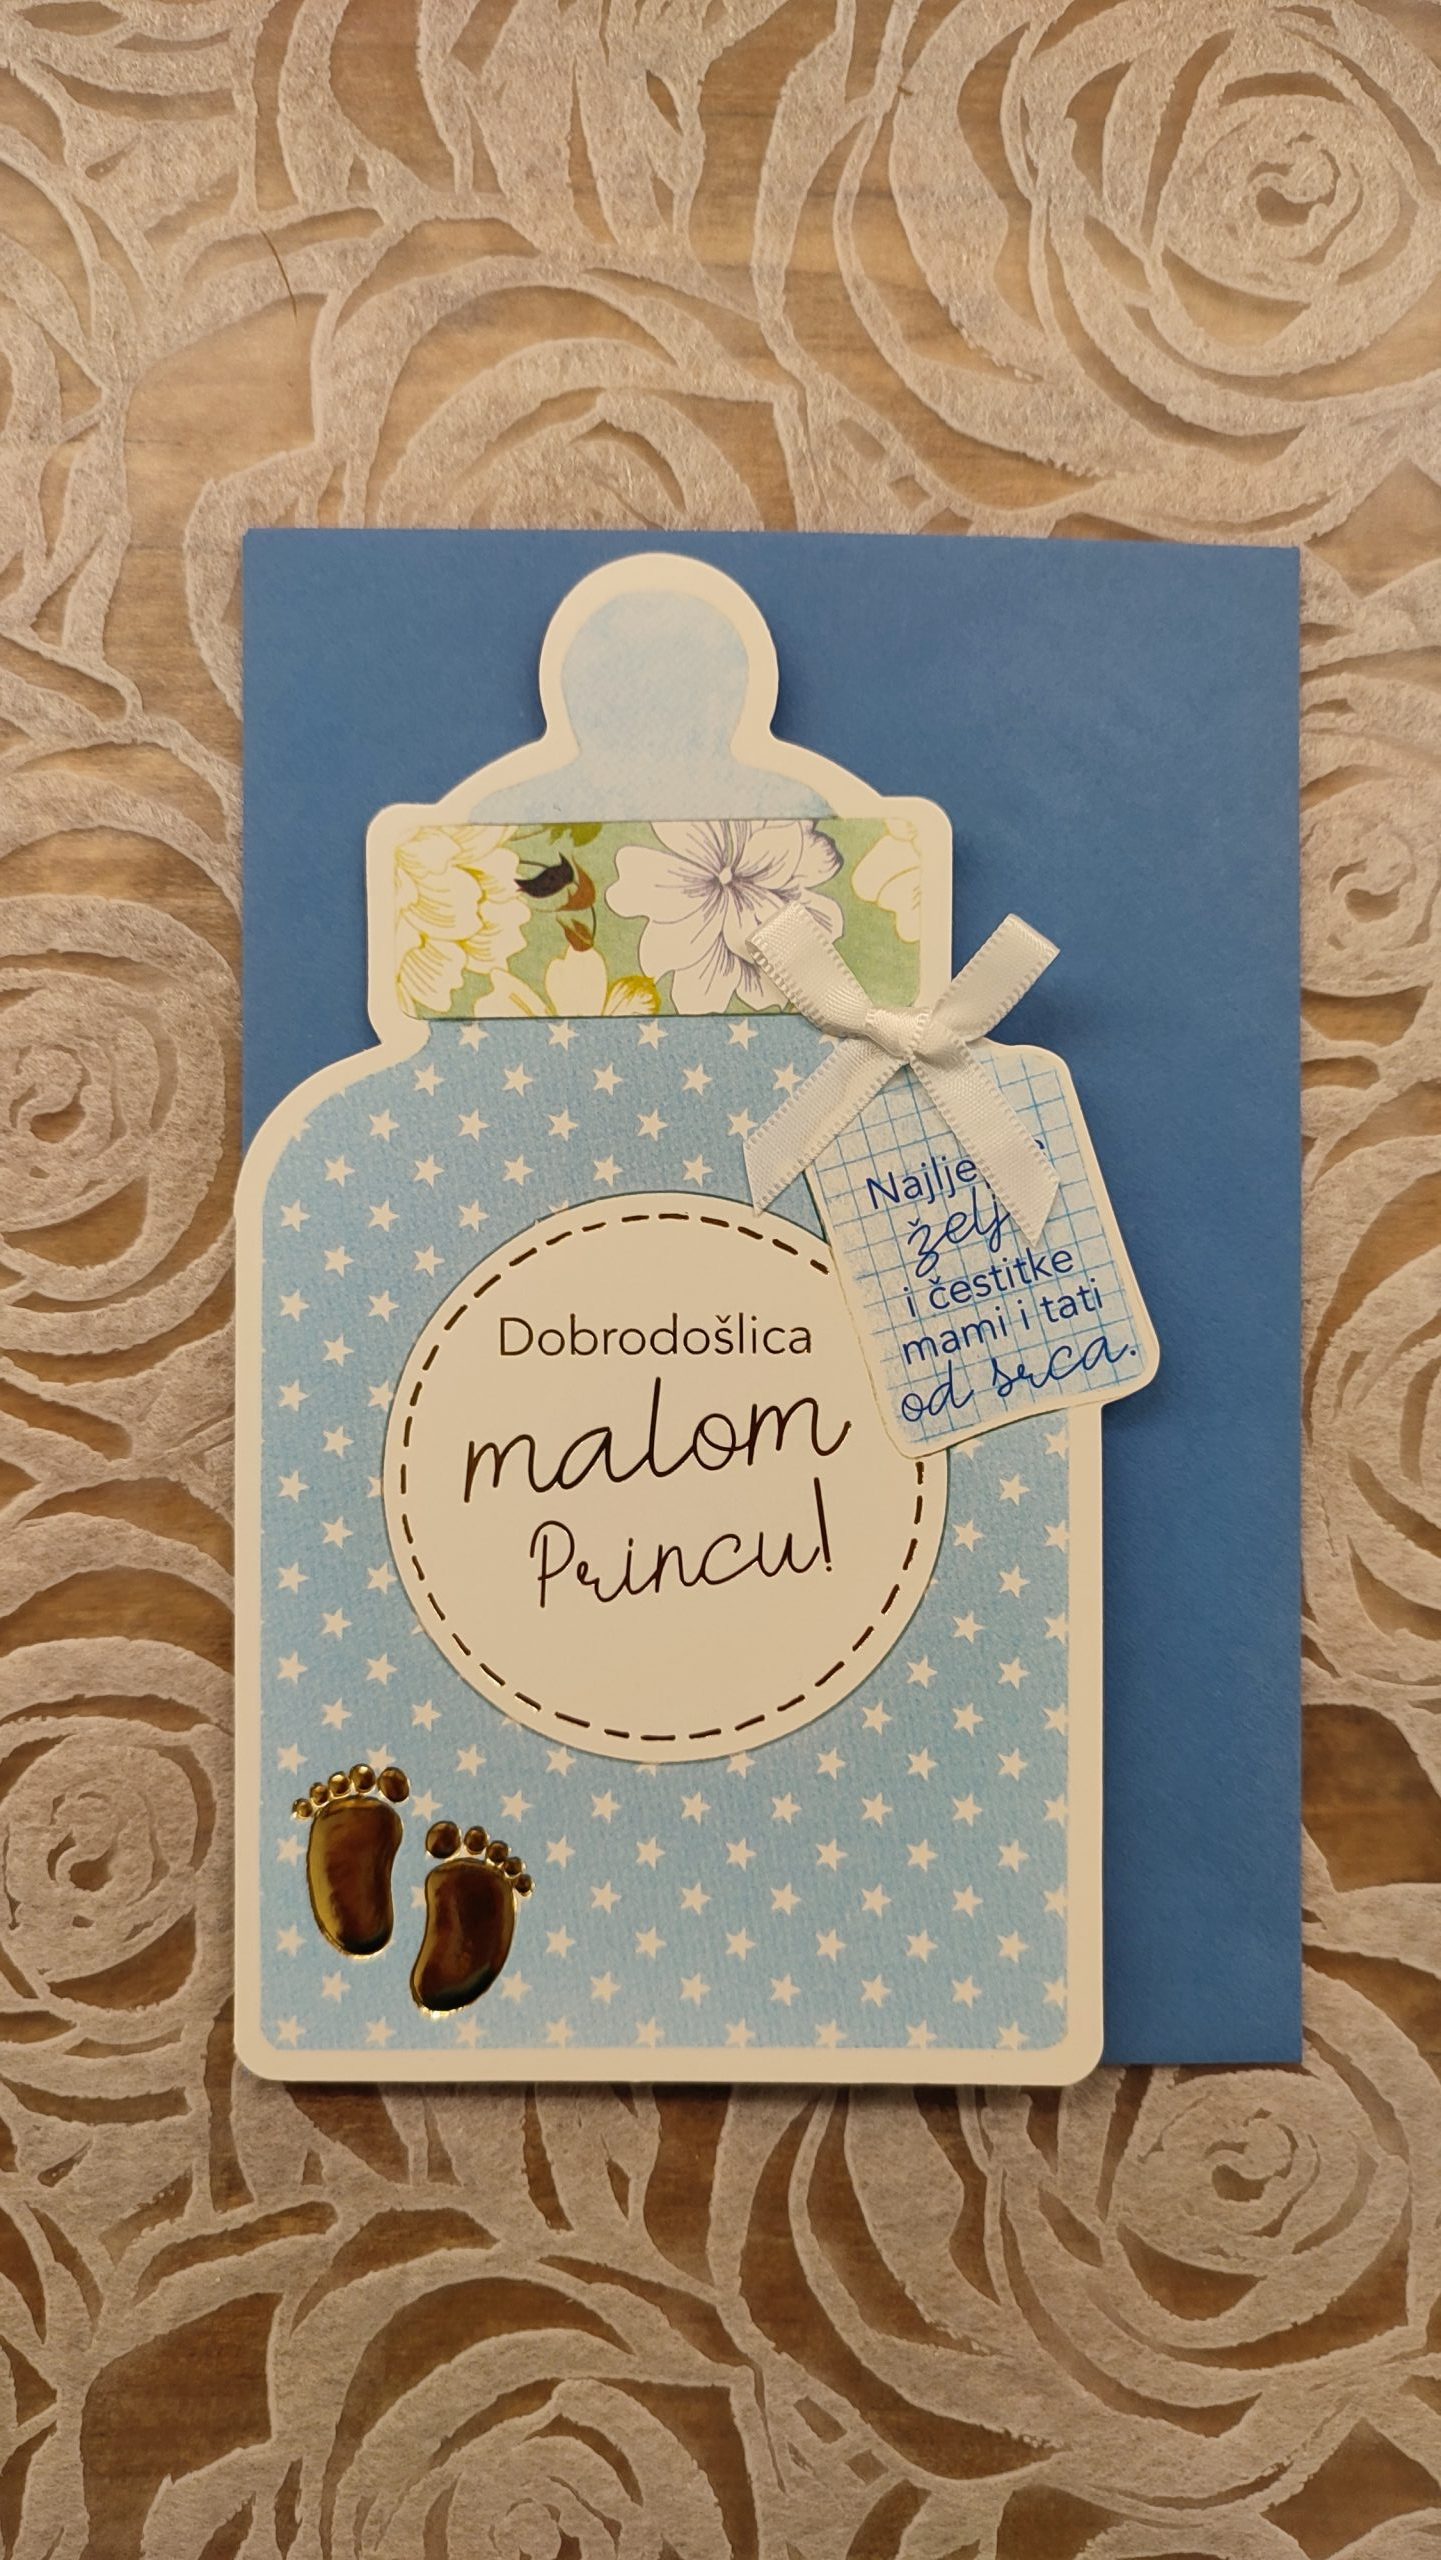 Dobrodošlica
malom
Princu!
i čestitke
mami i tati
od srca.